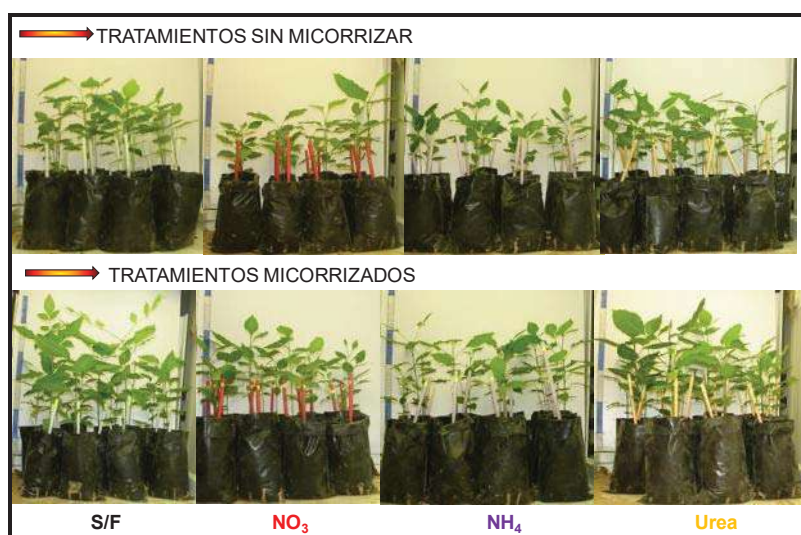 TRATAMIENTOS SIN MICORRIZAR
TRATAMIENTOS MICORRIZADOS
S/F NO₃ NH₄ Urea